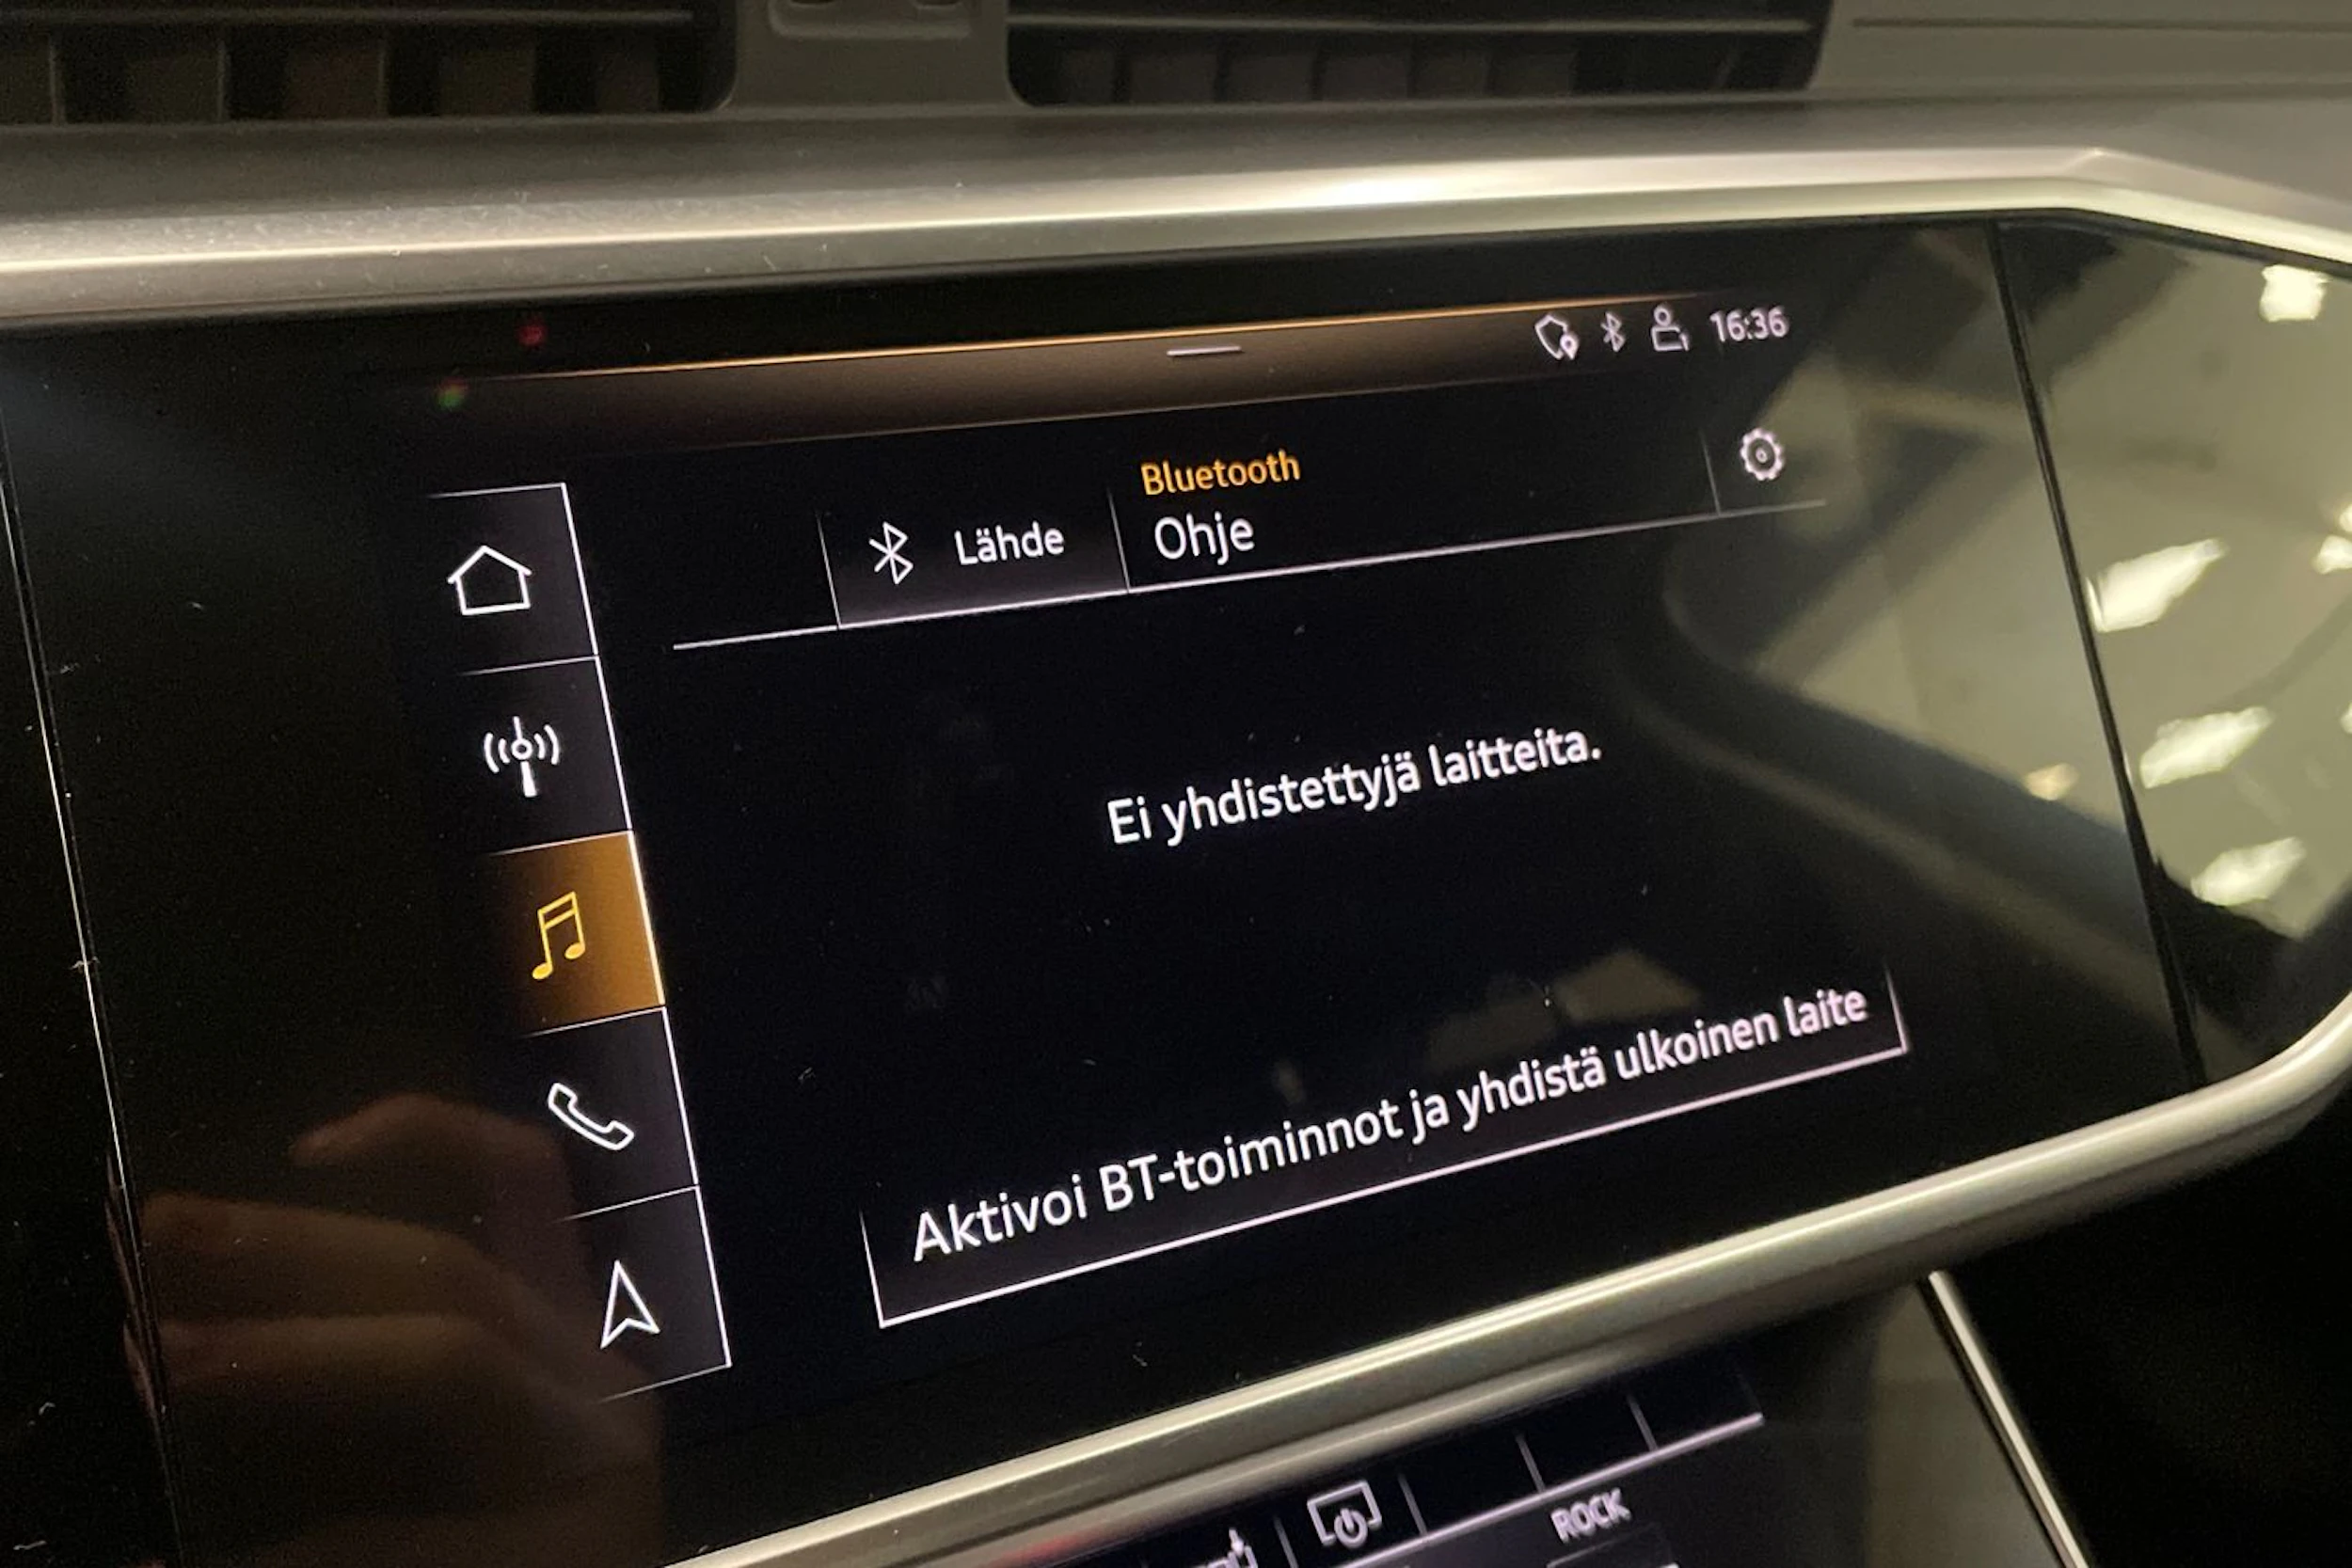 16:36
Bluetooth
Lähde
Ohje
Ei yhdistettyjä laitteita.
Aktivoi BT-toiminnot ja yhdistä ulkoinen laite
ROCK